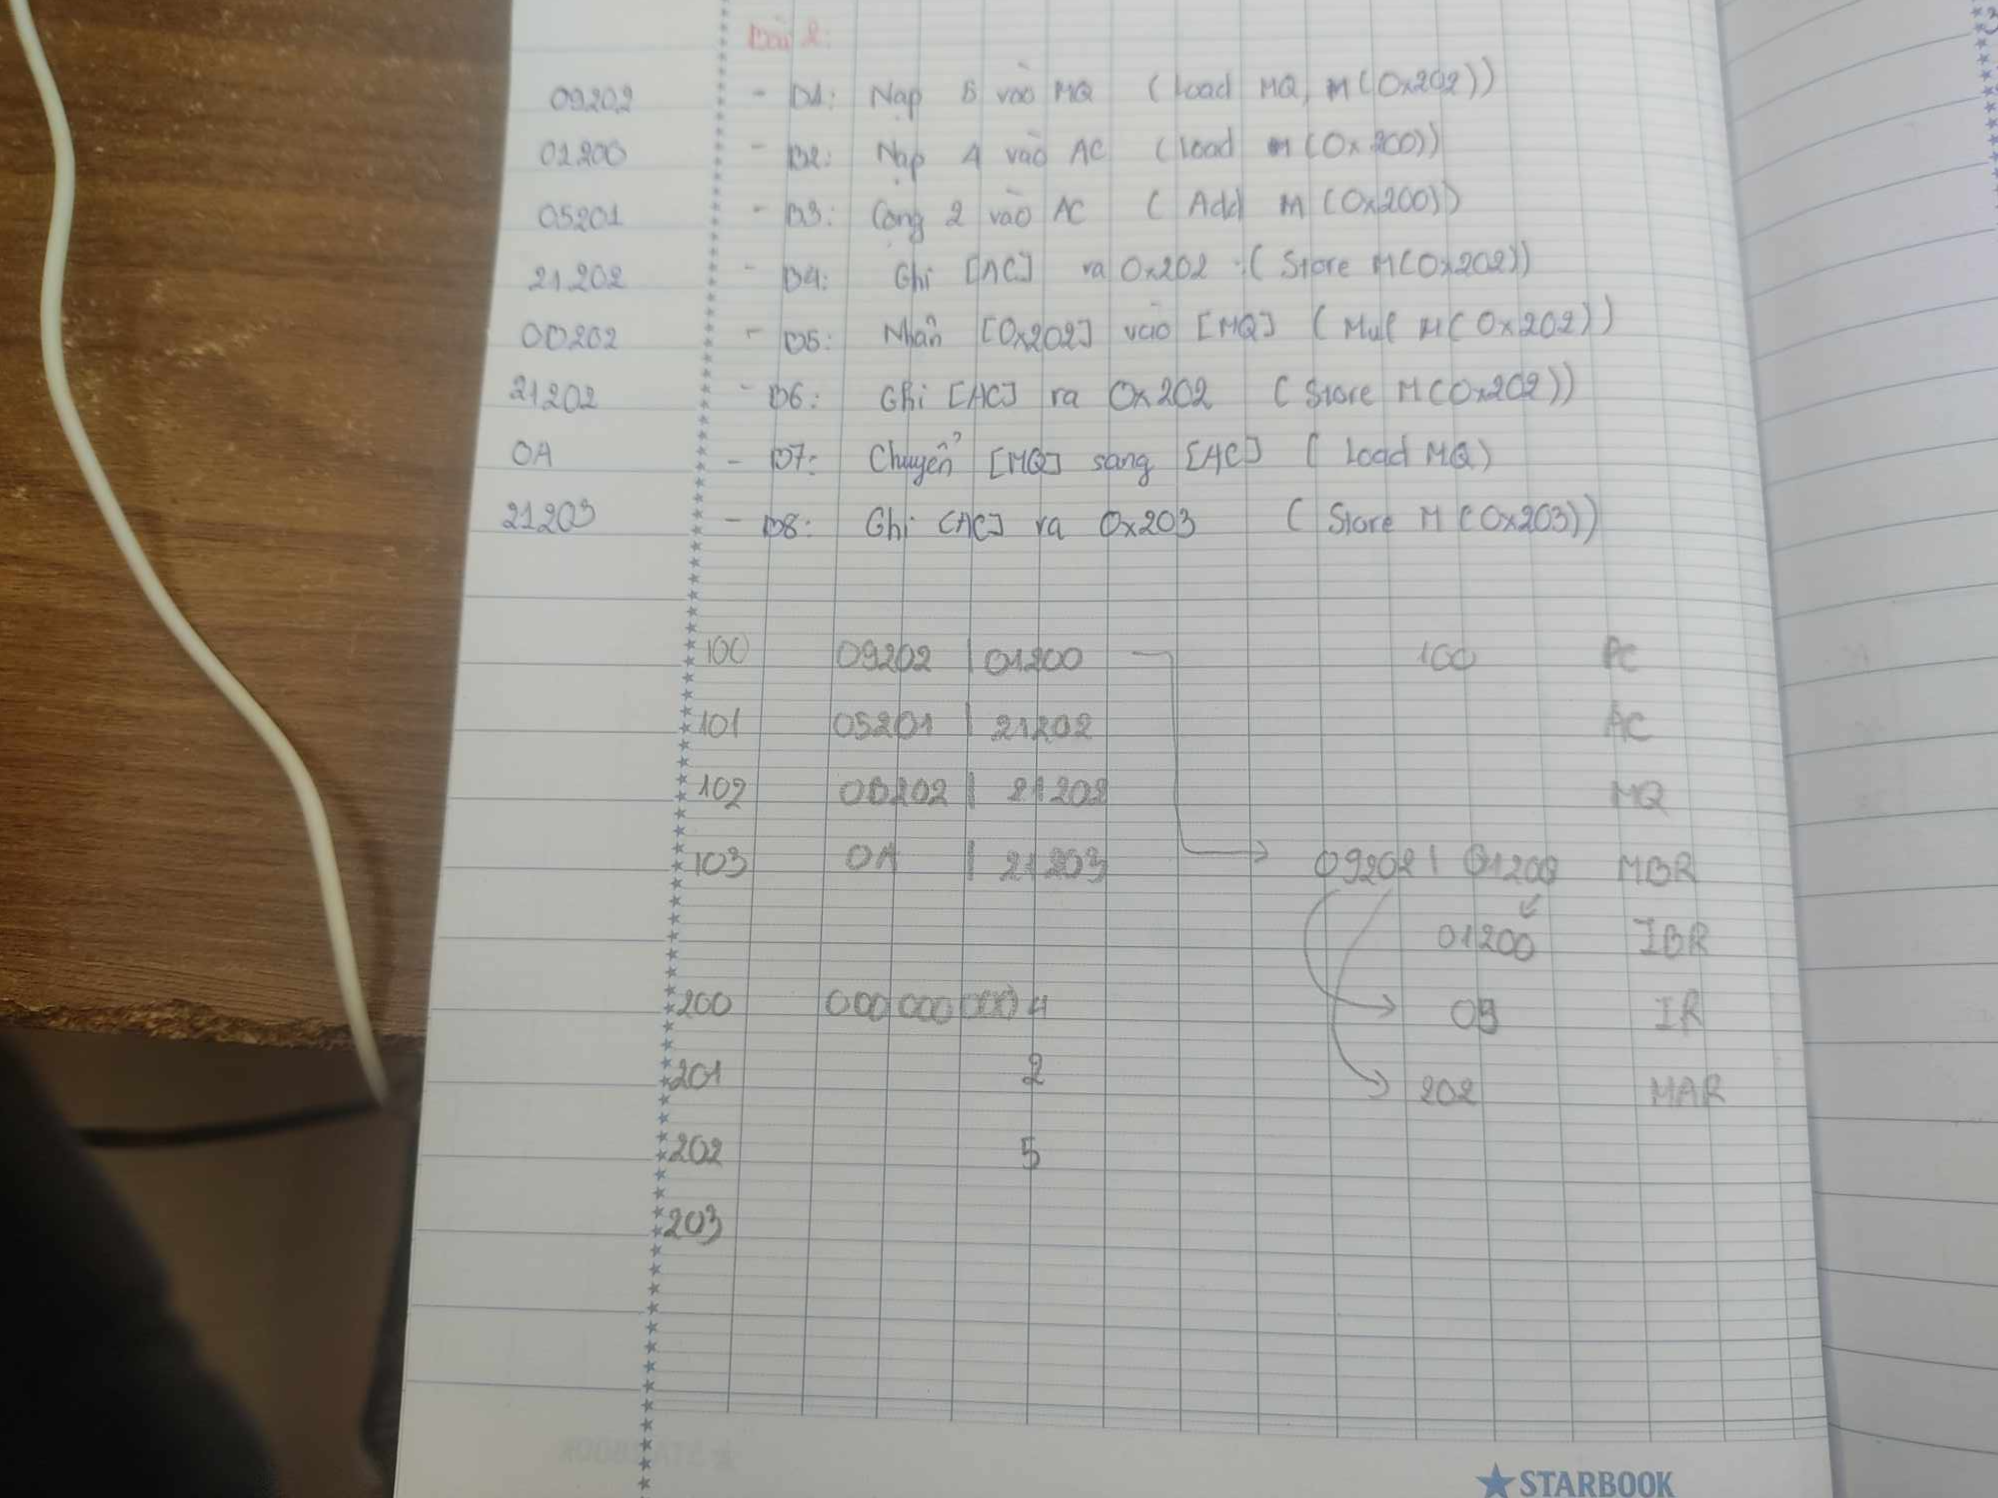 Bài 2:
09202 - B1: Nạp 5 vào MQ (load MQ, M(0x202))
01200 - B2: Nạp 4 vào AC (load m(0x200))
05201 - B3: Cộng 2 vào AC (Add M(0x200))
21202 - B4: Ghi [AC] ra 0x202 (Store M(0x202))
0B202 - B5: Nhân [0x202] vào [MQ] (Mul M(0x202))
21202 - B6: Ghi [AC] ra 0x202 (Store M(0x202))
0A - B7: Chuyển [MQ] sang [AC] (Load MQ)
21203 - B8: Ghi [AC] ra 0x203 (Store M(0x203))
100 09202 | 01200 100 PC
101 05201 | 21202 AC
102 0B202 | 21202 MQ
103 0A | 21203 09202 | 01200 MBR
01200 IBR
200 000 000 000 4 09 IR
201 2 202 MAR
202 5
203
STARBOOK